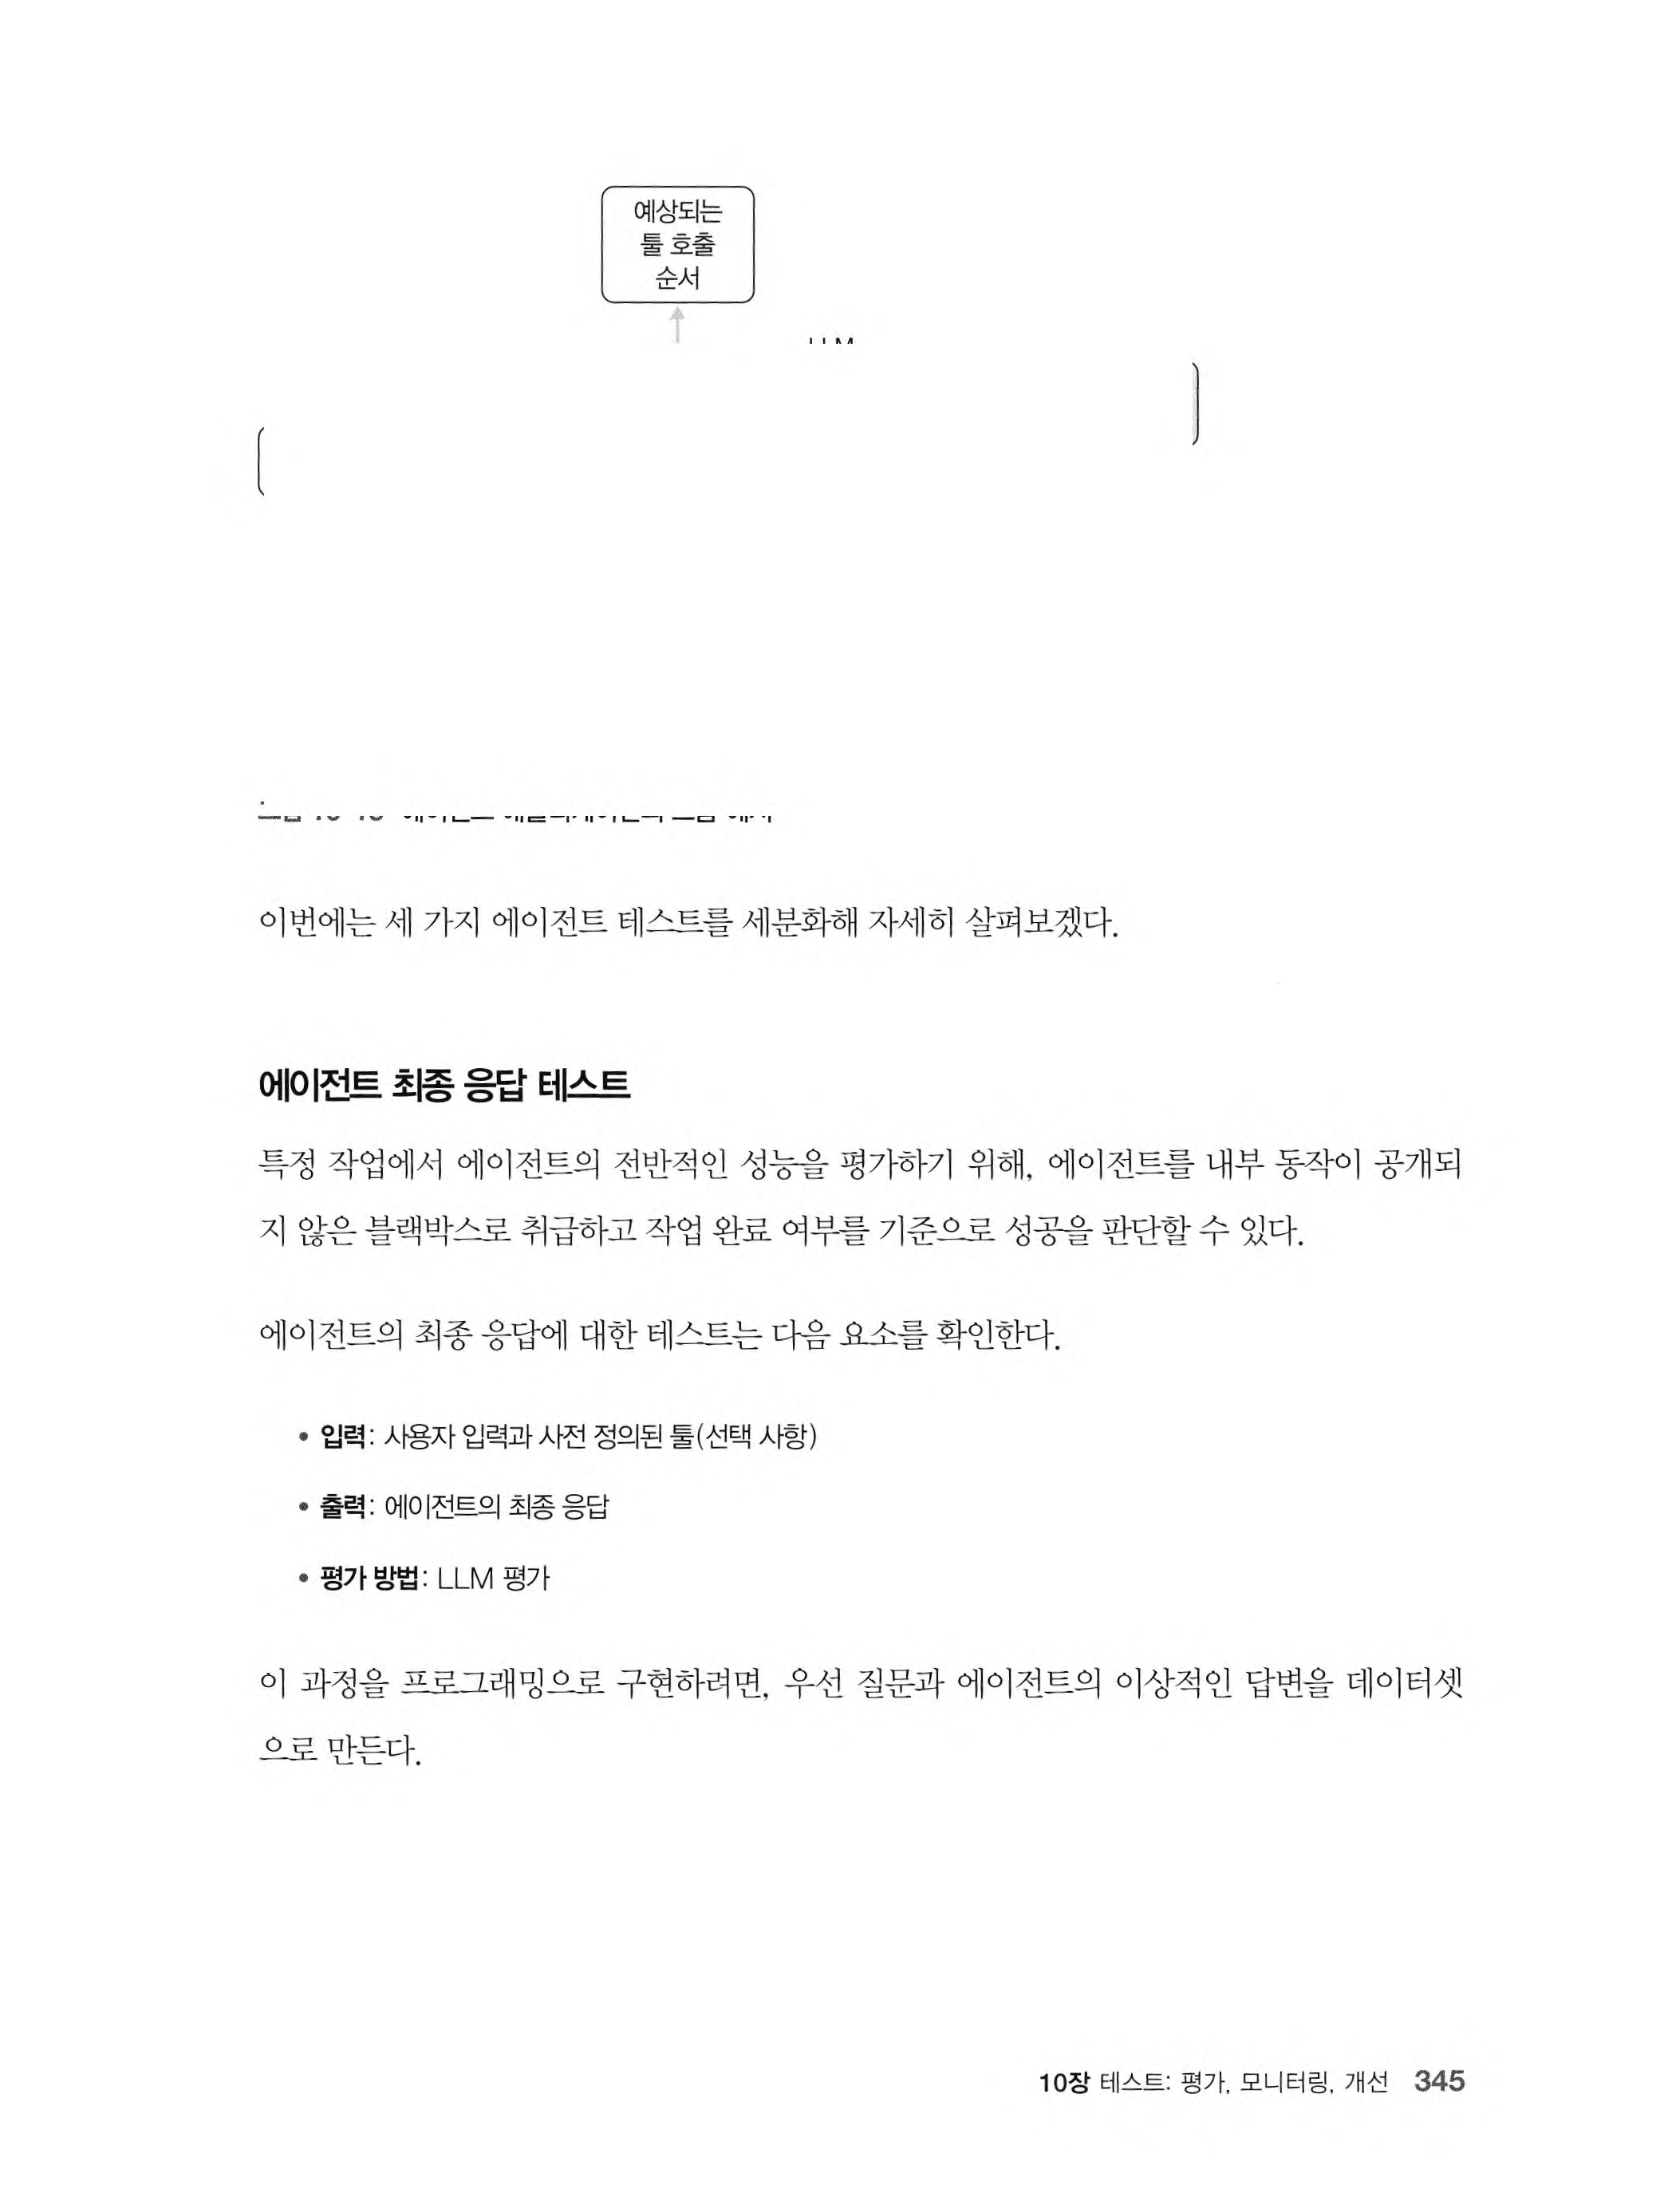 예상되는
툴 호출
순서
이번에는 세 가지 에이전트 테스트를 세분화해 자세히 살펴보겠다.
에이전트 최종 응답 테스트
특정 작업에서 에이전트의 전반적인 성능을 평가하기 위해, 에이전트를 내부 동작이 공개되
지 않은 블랙박스로 취급하고 작업 완료 여부를 기준으로 성공을 판단할 수 있다.
에이전트의 최종 응답에 대한 테스트는 다음 요소를 확인한다.
• 입력: 사용자 입력과 사전 정의된 툴(선택 사항)
• 출력: 에이전트의 최종 응답
• 평가 방법: LLM 평가
이 과정을 프로그래밍으로 구현하려면, 우선 질문과 에이전트의 이상적인 답변을 데이터셋
으로 만든다.
10장 테스트: 평가, 모니터링, 개선 345